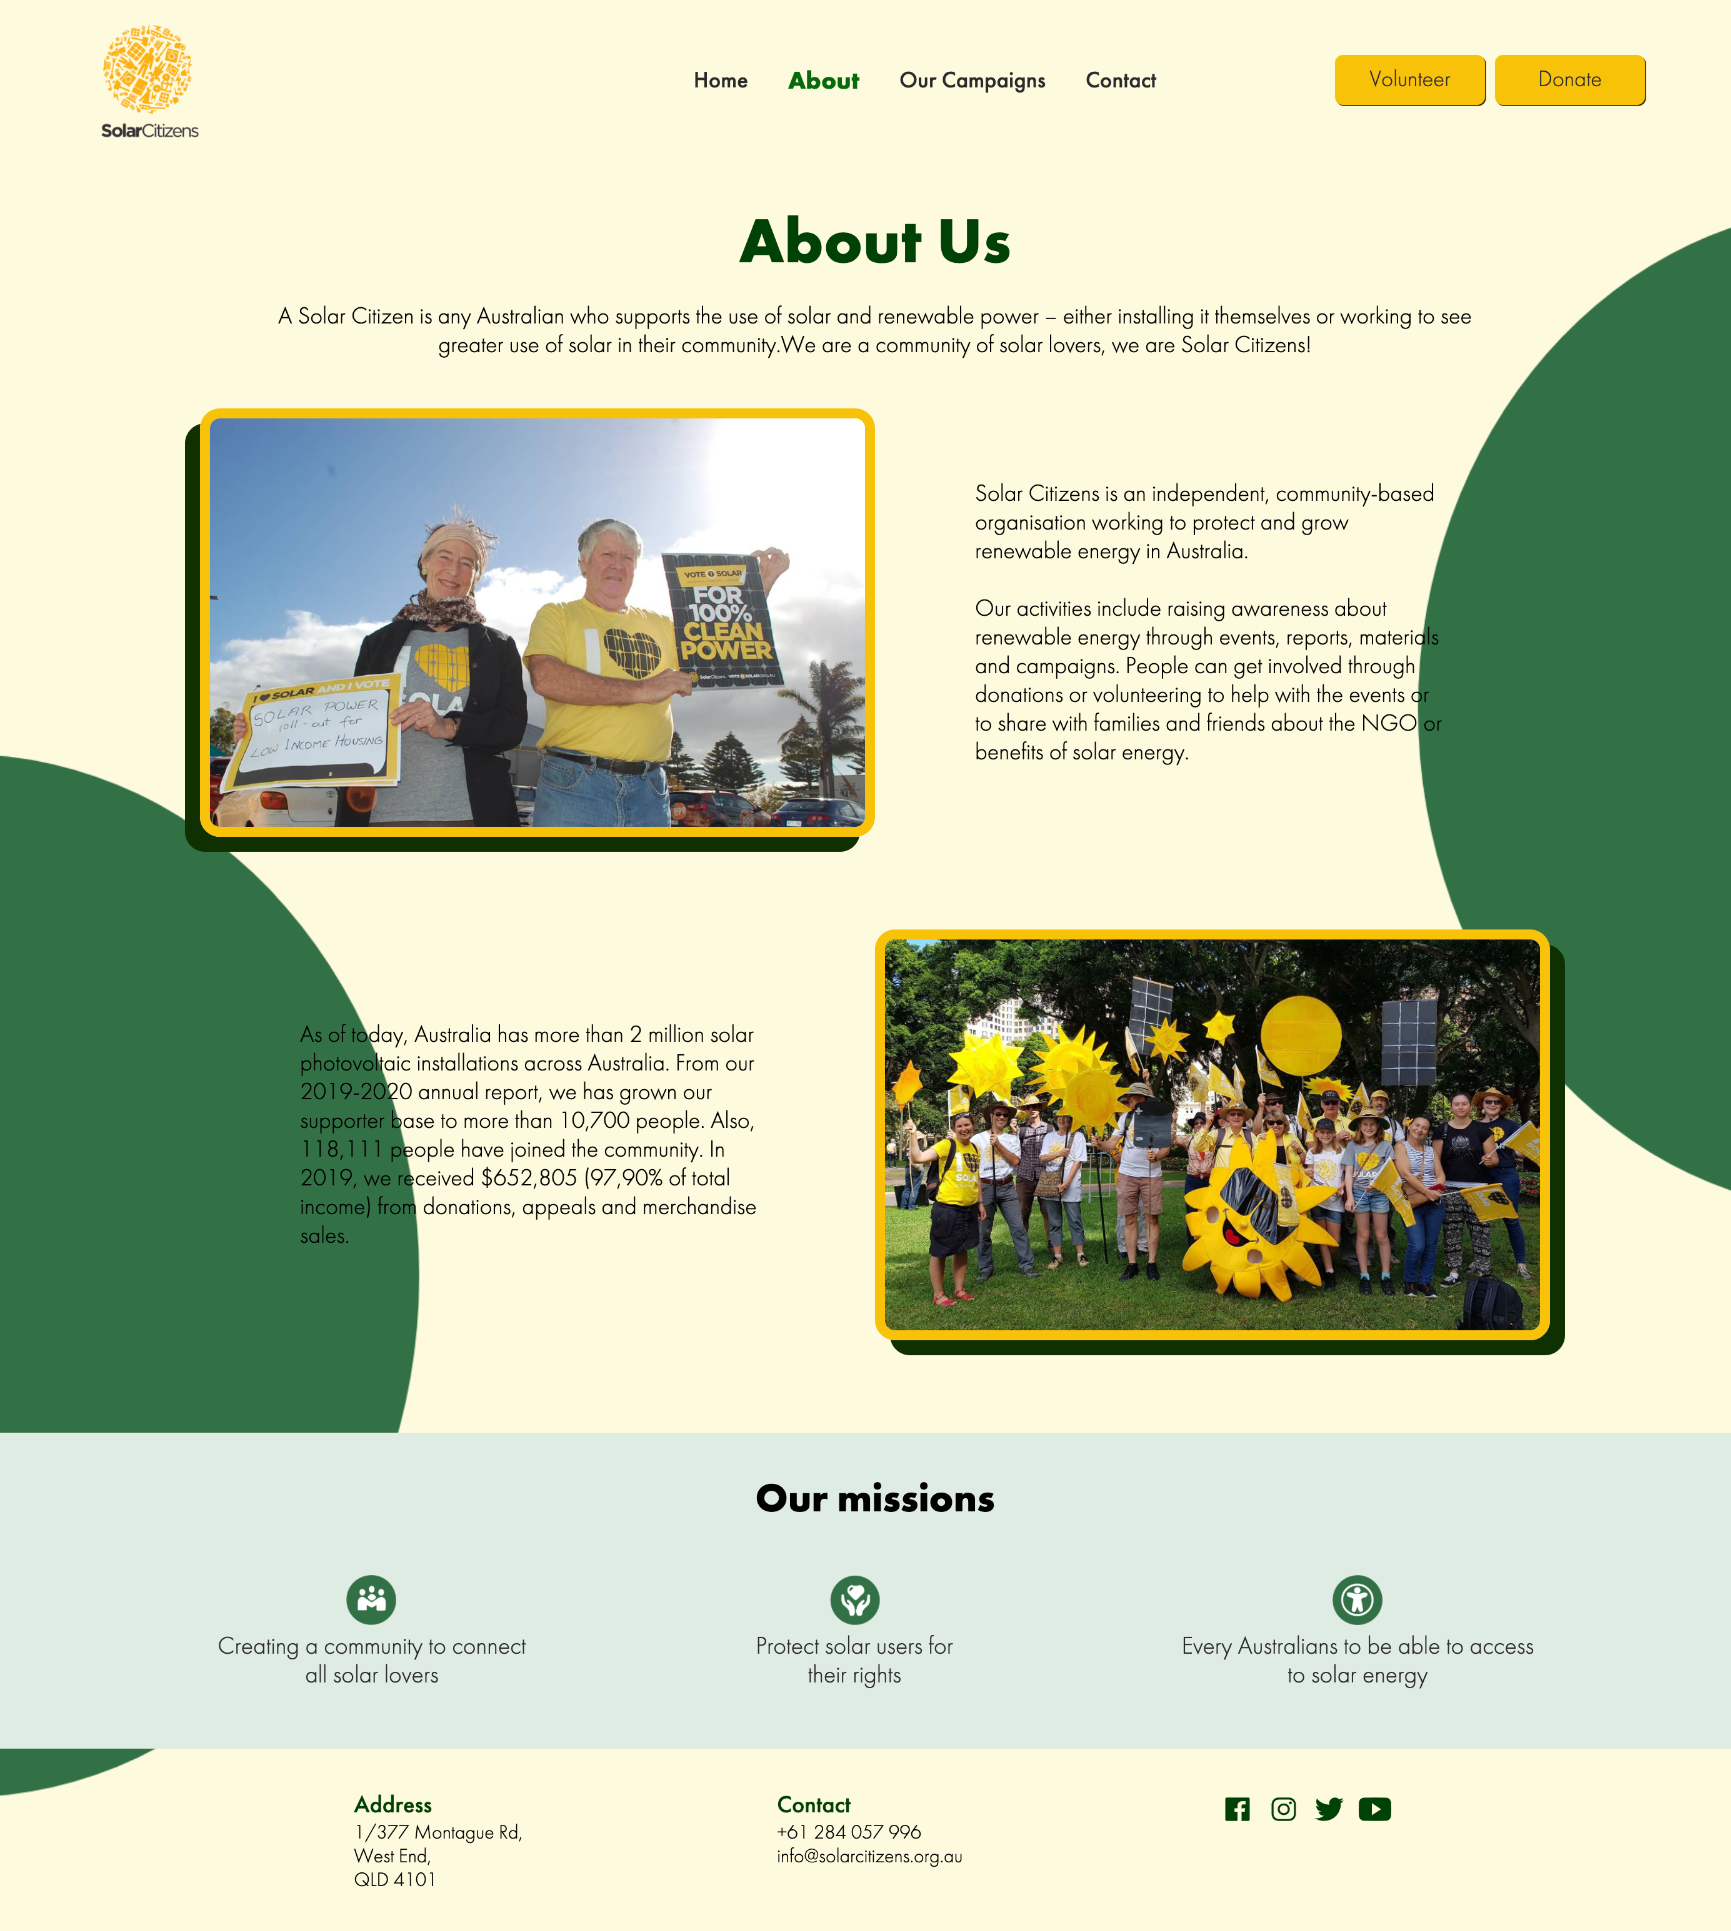 SolarCitizens
Home About Our Campaigns Contact
Volunteer Donate
About Us
A Solar Citizen is any Australian who supports the use of solar and renewable power – either installing it themselves or working to see
greater use of solar in their community.We are a community of solar lovers, we are Solar Citizens!
VOTE 1 SOLAR
FOR
100%
CLEAN
POWER
SolarCitizens
I SOLAR AND I VOTE
SOLAR POWER
roll-out for
LOW INCOME HOUSING
Solar Citizens is an independent, community-based
organisation working to protect and grow
renewable energy in Australia.
Our activities include raising awareness about
renewable energy through events, reports, materials
and campaigns. People can get involved through
donations or volunteering to help with the events or
to share with families and friends about the NGO or
benefits of solar energy.
As of today, Australia has more than 2 million solar
photovoltaic installations across Australia. From our
2019-2020 annual report, we has grown our
supporter base to more than 10,700 people. Also,
118,111 people have joined the community. In
2019, we received $652,805 (97,90% of total
income) from donations, appeals and merchandise
sales.
Our missions
Creating a community to connect
all solar lovers
Protect solar users for
their rights
Every Australians to be able to access
to solar energy
Address
1/377 Montague Rd,
West End,
QLD 4101
Contact
+61 284 057 996
info@solarcitizens.org.au